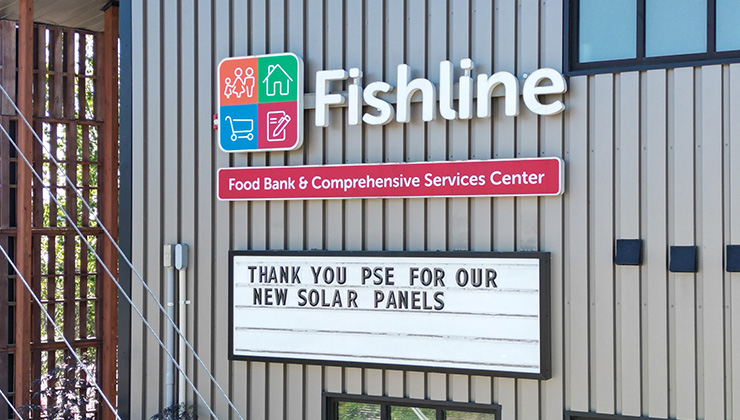 Fishline
Food Bank & Comprehensive Services Center
THANK YOU PSE FOR OUR
NEW SOLAR PANELS